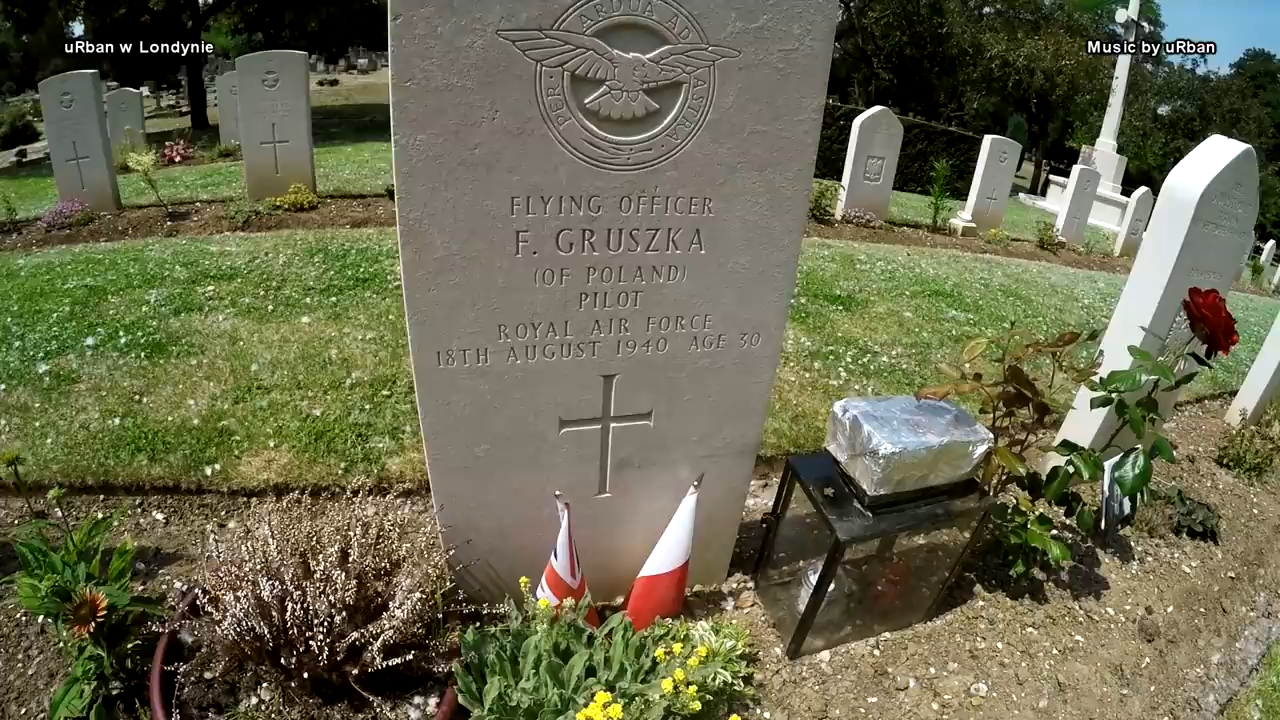 uRban w Londynie
Music by uRban
PER ARDUA AD ASTRA
FLYING OFFICER
F. GRUSZKA
(OF POLAND)
PILOT
ROYAL AIR FORCE
18TH AUGUST 1940 AGE 30